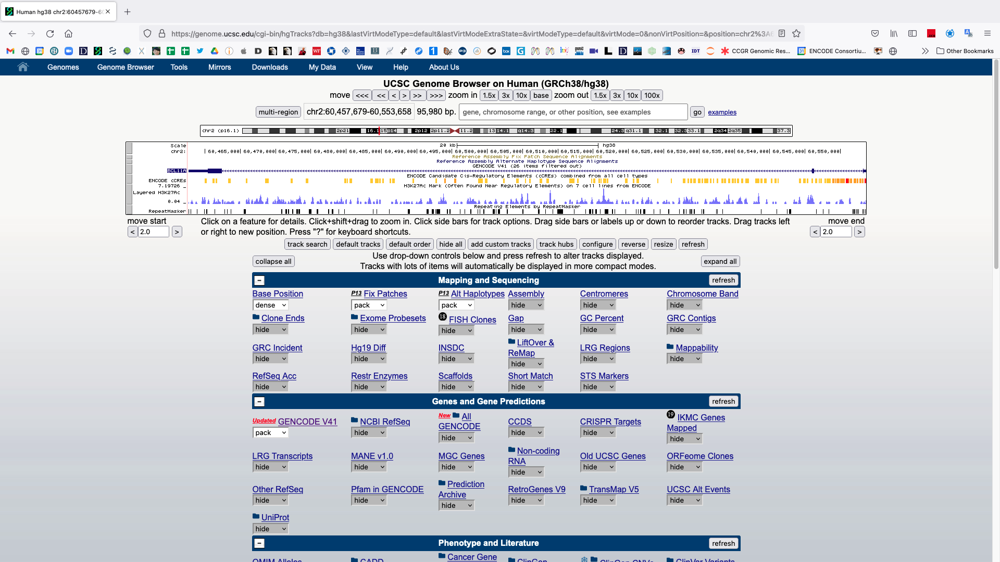 Human hg38 chr2:60457679-60
https://genome.ucsc.edu/cgi-bin/hgTracks?db=hg38&lastVirtModeType=default&lastVirtModeExtraState=&virtModeType=default&virtMode=0&nonVirtPosition=&position=chr2%3A6
CCGR Genomic Res... ENCODE Consortiu... Other Bookmarks
Genomes Genome Browser Tools Mirrors Downloads My Data View Help About Us
UCSC Genome Browser on Human (GRCh38/hg38)
move <<< << < > >> >>> zoom in 1.5x 3x 10x base zoom out 1.5x 3x 10x 100x
multi-region chr2:60,457,679-60,553,658 95,980 bp. gene, chromosome range, or other position, see examples go examples
chr2 (p16.1) 2p21 16.1 15 p14 2p12 2p11.2 11.2 13 14.1 q14.3 22.1 24.3 q31.1 32.1 32.3 33.1 2q34 2q35 37.3
Scale 20 kb hg38
chr2: 60,465,000 60,470,000 60,475,000 60,480,000 60,485,000 60,490,000 60,495,000 60,500,000 60,505,000 60,510,000 60,515,000 60,520,000 60,525,000 60,530,000 60,535,000 60,540,000 60,545,000 60,550,000
Reference Assembly Fix Patch Sequence Alignments
Reference Assembly Alternate Haplotype Sequence Alignments
GENCODE V41 (26 items filtered out)
BCL11A
ENCODE Candidate Cis-Regulatory Elements (cCREs) combined from all cell types
ENCODE cCREs
H3K27Ac Mark (Often Found Near Regulatory Elements) on 7 cell lines from ENCODE
7.19726 _
Layered H3K27Ac
0.04 _
Repeating Elements by RepeatMasker
RepeatMasker
move start Click on a feature for details. Click+shift+drag to zoom in. Click side bars for track options. Drag side bars or labels up or down to reorder tracks. Drag tracks left move end
< 2.0 > or right to new position. Press "?" for keyboard shortcuts. < 2.0 >
track search default tracks default order hide all add custom tracks track hubs configure reverse resize refresh
collapse all Use drop-down controls below and press refresh to alter tracks displayed. expand all
Tracks with lots of items will automatically be displayed in more compact modes.
- Mapping and Sequencing refresh
Base Position P13 Fix Patches P13 Alt Haplotypes Assembly Centromeres Chromosome Band
dense pack pack hide hide hide
Clone Ends Exome Probesets 18 FISH Clones Gap GC Percent GRC Contigs
hide hide hide hide hide hide
GRC Incident Hg19 Diff INSDC LiftOver & ReMap LRG Regions Mappability
hide hide hide hide hide hide
RefSeq Acc Restr Enzymes Scaffolds Short Match STS Markers
hide hide hide hide hide
- Genes and Gene Predictions refresh
Updated GENCODE V41 NCBI RefSeq New All GENCODE CCDS CRISPR Targets 19 IKMC Genes Mapped
pack hide hide hide hide hide
LRG Transcripts MANE v1.0 MGC Genes Non-coding RNA Old UCSC Genes ORFeome Clones
hide hide hide hide hide hide
Other RefSeq Pfam in GENCODE Prediction Archive RetroGenes V9 TransMap V5 UCSC Alt Events
hide hide hide hide hide hide
UniProt
hide
- Phenotype and Literature refresh
OMIM Alleles CADD Cancer Gene ClinGen ClinGen CNVs ClinVar Variants